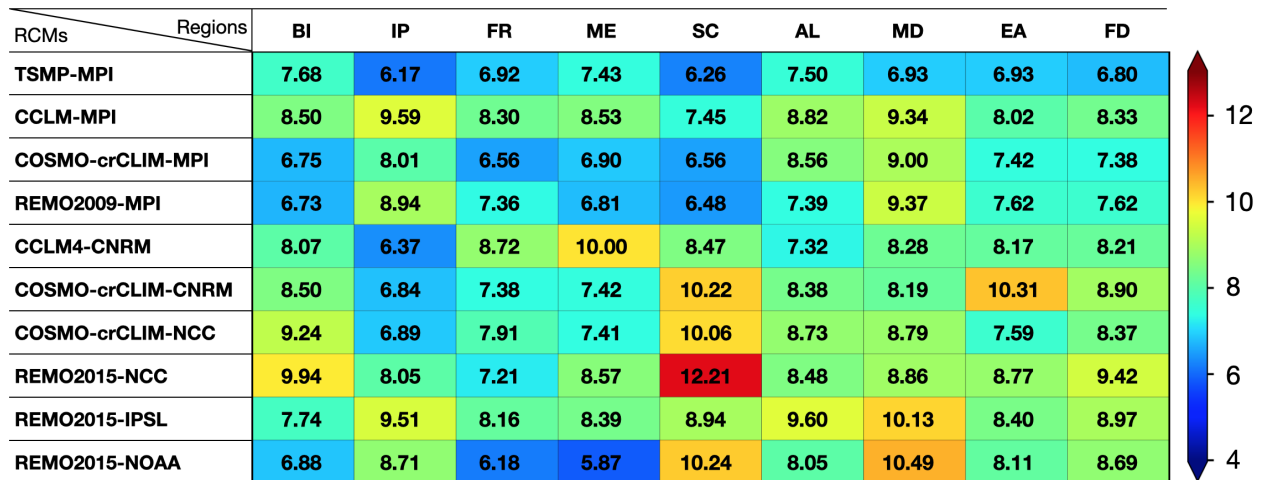 RCMs Regions BI IP FR ME SC AL MD EA FD
TSMP-MPI 7.68 6.17 6.92 7.43 6.26 7.50 6.93 6.93 6.80
CCLM-MPI 8.50 9.59 8.30 8.53 7.45 8.82 9.34 8.02 8.33
COSMO-crCLIM-MPI 6.75 8.01 6.56 6.90 6.56 8.56 9.00 7.42 7.38
REMO2009-MPI 6.73 8.94 7.36 6.81 6.48 7.39 9.37 7.62 7.62
CCLM4-CNRM 8.07 6.37 8.72 10.00 8.47 7.32 8.28 8.17 8.21
COSMO-crCLIM-CNRM 8.50 6.84 7.38 7.42 10.22 8.38 8.19 10.31 8.90
COSMO-crCLIM-NCC 9.24 6.89 7.91 7.41 10.06 8.73 8.79 7.59 8.37
REMO2015-NCC 9.94 8.05 7.21 8.57 12.21 8.48 8.86 8.77 9.42
REMO2015-IPSL 7.74 9.51 8.16 8.39 8.94 9.60 10.13 8.40 8.97
REMO2015-NOAA 6.88 8.71 6.18 5.87 10.24 8.05 10.49 8.11 8.69
12
10
8
6
4